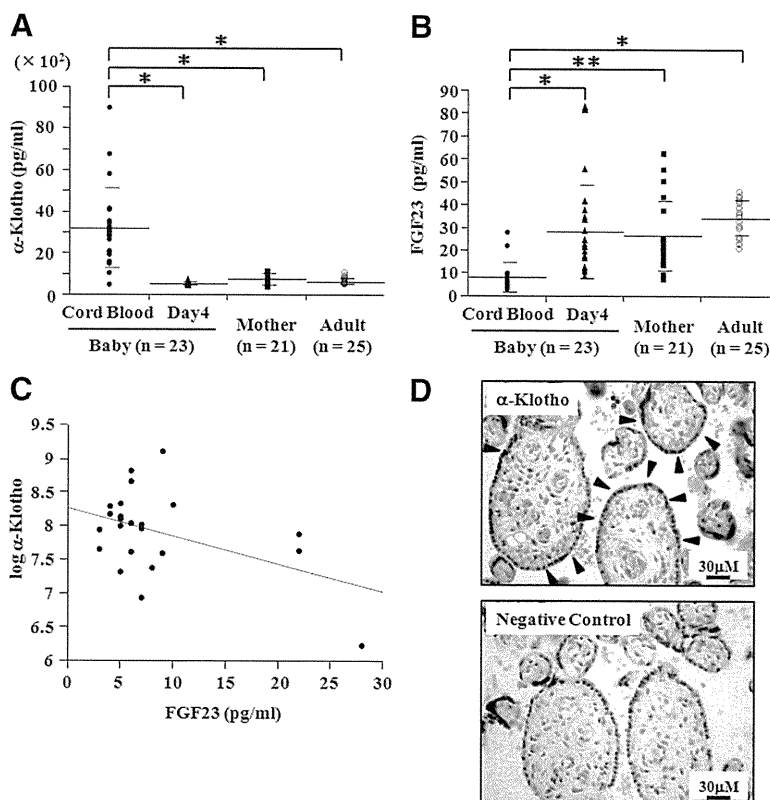 A
(× 10²)
*
*
*
100
80
60
40
20
0
α-Klotho (pg/ml)
Cord Blood Day4
Baby (n = 23)
Mother
(n = 21)
Adult
(n = 25)
B
*
**
*
90
80
70
60
50
40
30
20
10
0
FGF23 (pg/ml)
Cord Blood Day4
Baby (n = 23)
Mother
(n = 21)
Adult
(n = 25)
C
9.5
9
8.5
8
7.5
7
6.5
6
log α-Klotho
0 5 10 15 20 25 30
FGF23 (pg/ml)
D
α-Klotho
30μM
Negative Control
30μM